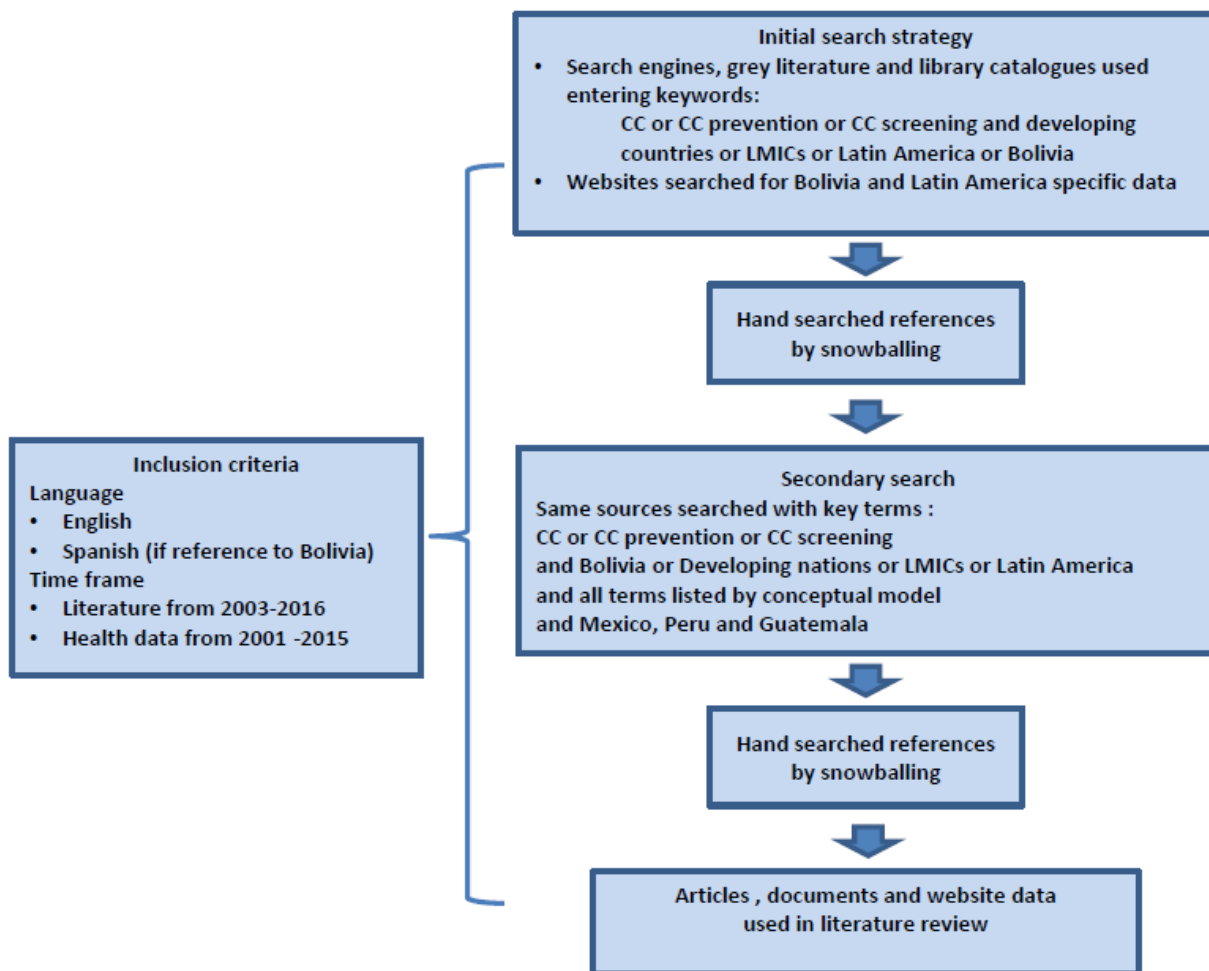 Initial search strategy
• Search engines, grey literature and library catalogues used
entering keywords:
CC or CC prevention or CC screening and developing
countries or LMICs or Latin America or Bolivia
• Websites searched for Bolivia and Latin America specific data
Hand searched references
by snowballing
Inclusion criteria
Language
• English
• Spanish (if reference to Bolivia)
Time frame
• Literature from 2003-2016
• Health data from 2001 -2015
Secondary search
Same sources searched with key terms :
CC or CC prevention or CC screening
and Bolivia or Developing nations or LMICs or Latin America
and all terms listed by conceptual model
and Mexico, Peru and Guatemala
Hand searched references
by snowballing
Articles , documents and website data
used in literature review